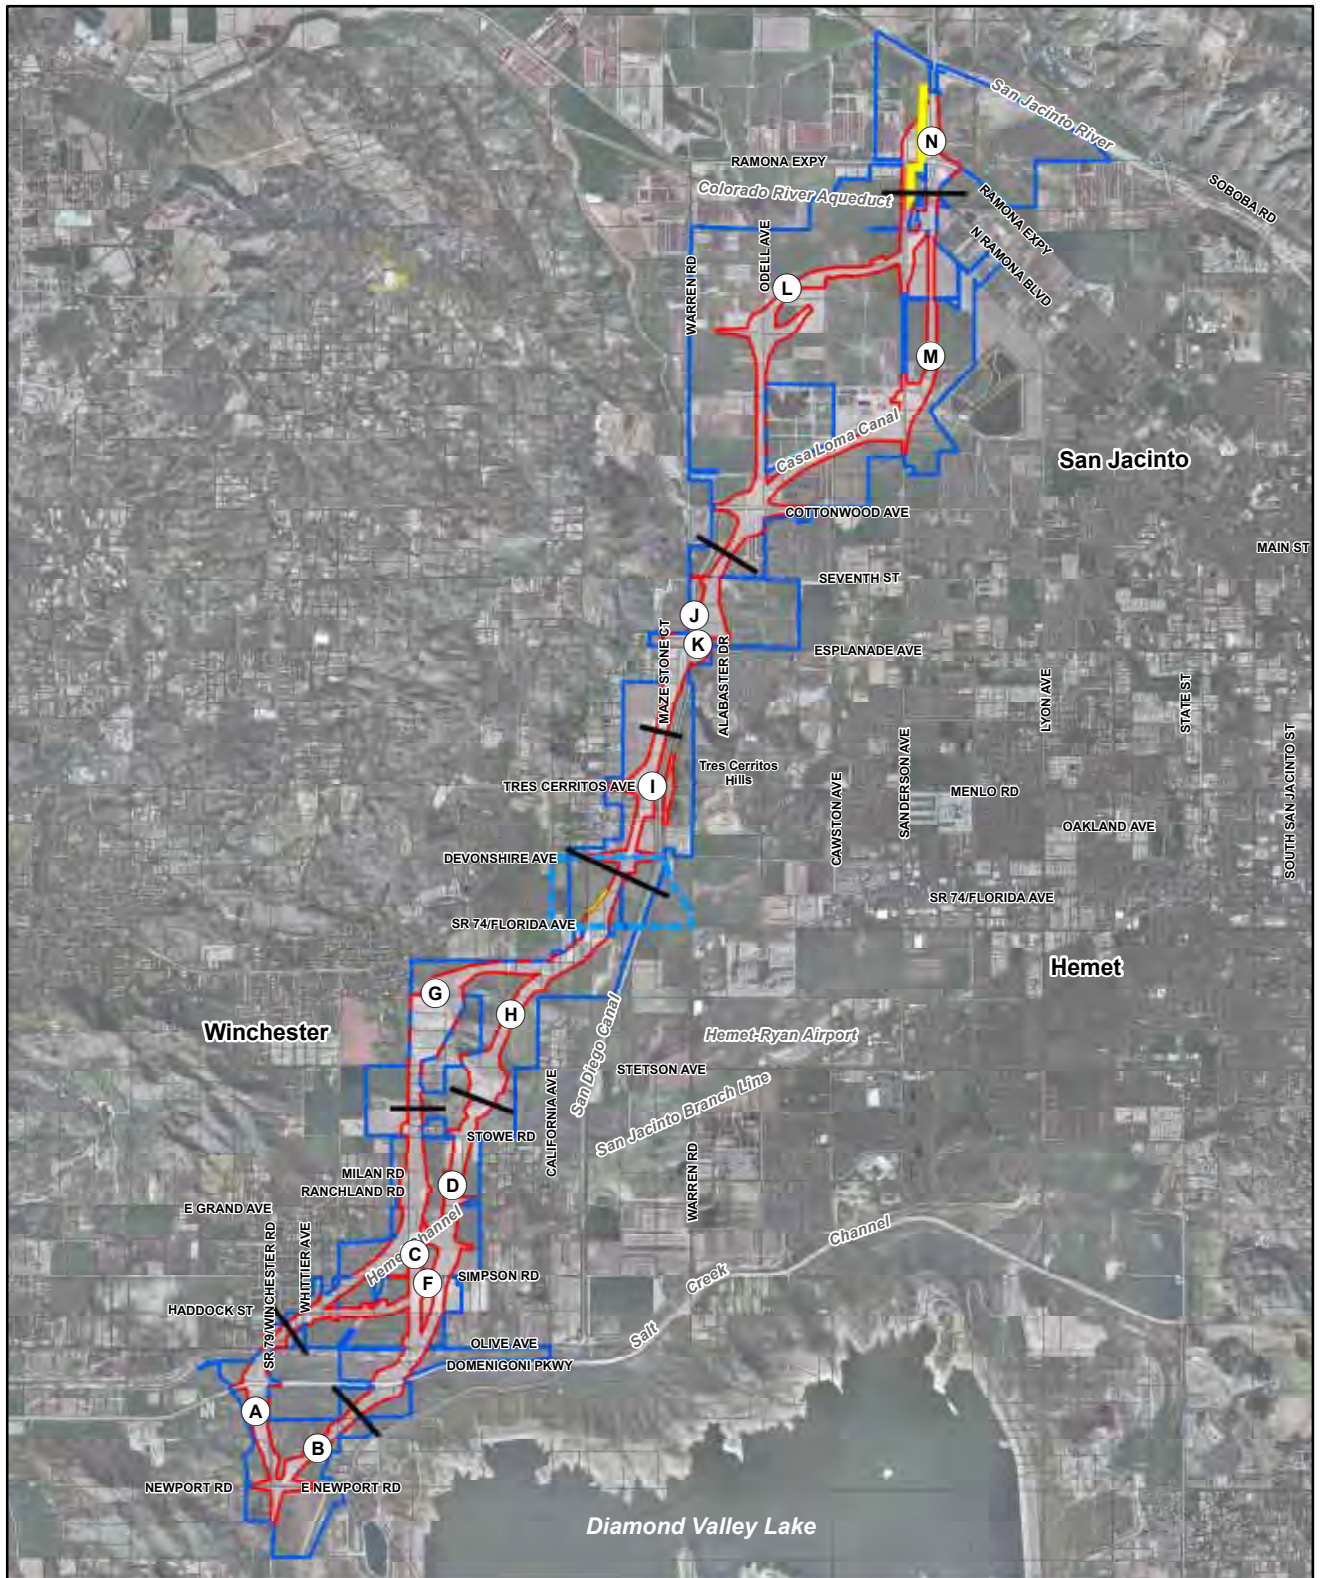 San Jacinto River
N
RAMONA EXPY
Colorado River Aqueduct
SOBOBA RD
RAMONA EXPY
N RAMONA BLVD
ODELL AVE
WARREN RD
L
M
Casa Loma Canal
San Jacinto
COTTONWOOD AVE
MAIN ST
SEVENTH ST
J
K
MAZE STONE CT
ALABASTER DR
ESPLANADE AVE
LYON AVE
STATE ST
SOUTH SAN JACINTO ST
SANDERSON AVE
CAWSTON AVE
Tres Cerritos
Hills
TRES CERRITOS AVE
I
MENLO RD
OAKLAND AVE
DEVONSHIRE AVE
SR 74/FLORIDA AVE
SR 74/FLORIDA AVE
Hemet
G
H
Winchester
San Diego Canal
Hemet-Ryan Airport
STETSON AVE
CALIFORNIA AVE
San Jacinto Branch Line
STOWE RD
MILAN RD
RANCHLAND RD
D
WARREN RD
E GRAND AVE
SR 79/WINCHESTER RD
WHITTIER AVE
Hemet Channel
C
F
SIMPSON RD
Salt Creek Channel
HADDOCK ST
OLIVE AVE
DOMENIGONI PKWY
A
B
NEWPORT RD
E NEWPORT RD
Diamond Valley Lake